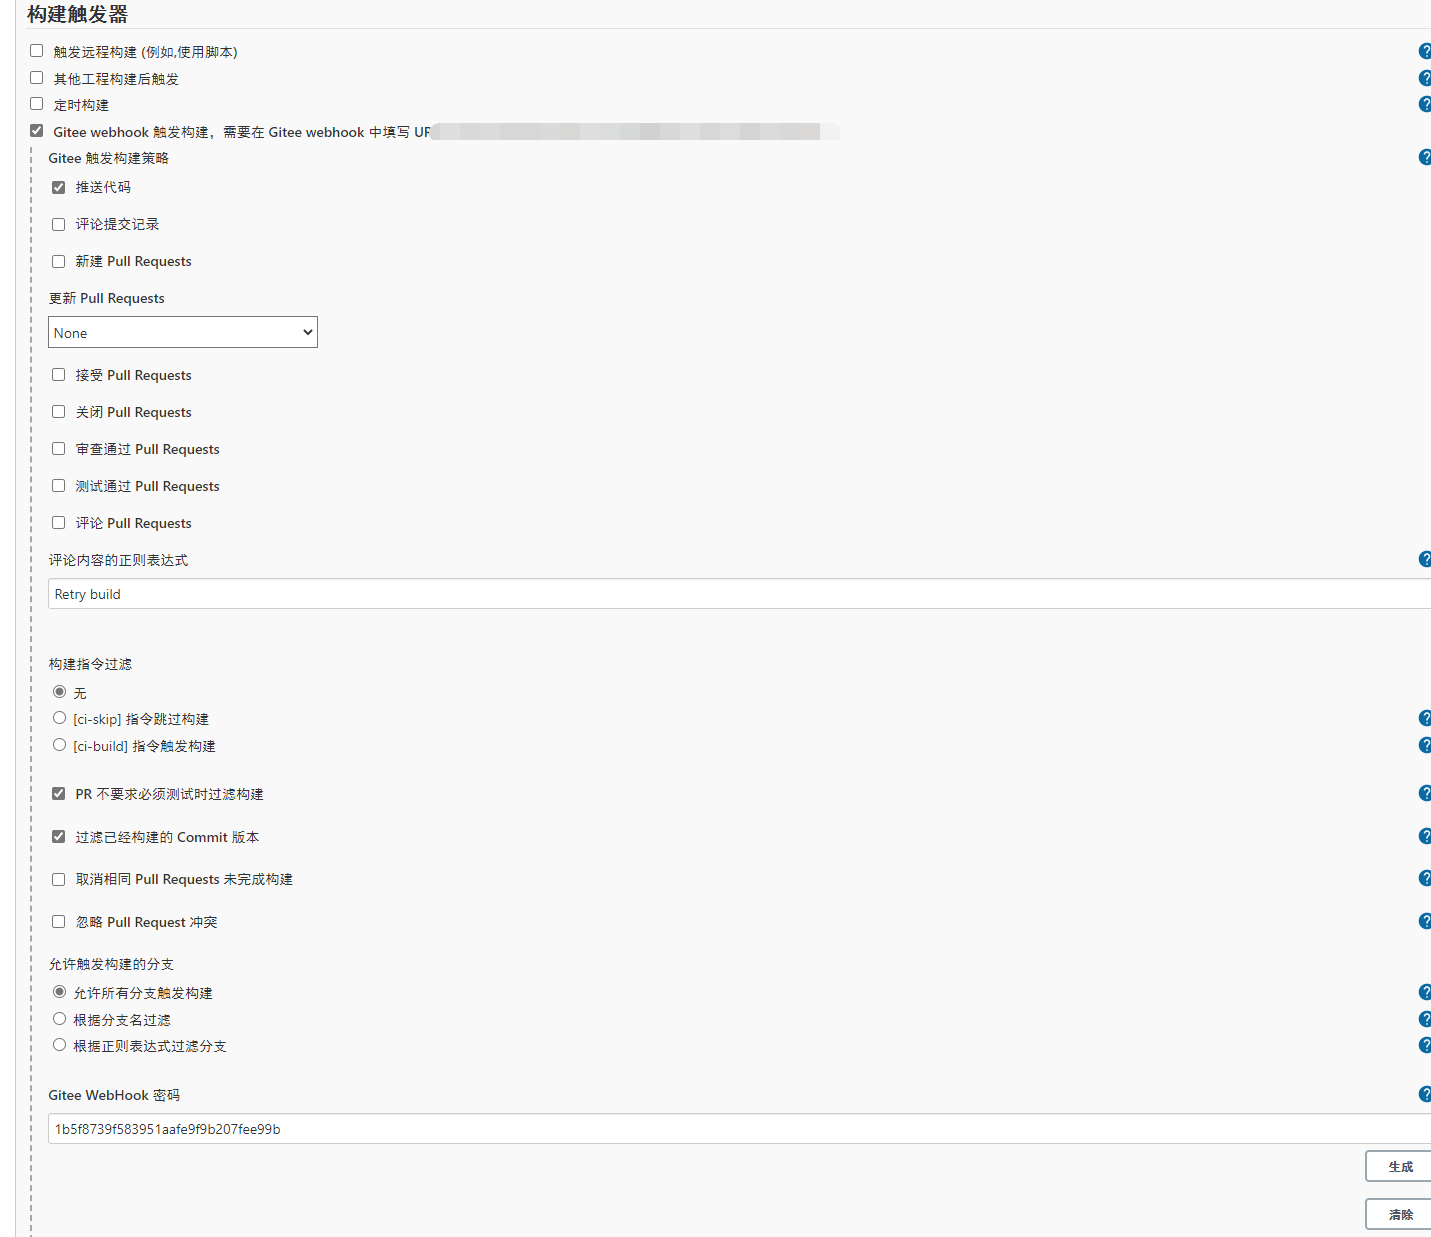 构建触发器
触发远程构建 (例如,使用脚本)
其他工程构建后触发
定时构建
Gitee webhook 触发构建，需要在 Gitee webhook 中填写 UR
Gitee 触发构建策略
推送代码
评论提交记录
新建 Pull Requests
更新 Pull Requests
None
接受 Pull Requests
关闭 Pull Requests
审查通过 Pull Requests
测试通过 Pull Requests
评论 Pull Requests
评论内容的正则表达式
Retry build
构建指令过滤
无
[ci-skip] 指令跳过构建
[ci-build] 指令触发构建
PR 不要求必须测试时过滤构建
过滤已经构建的 Commit 版本
取消相同 Pull Requests 未完成构建
忽略 Pull Request 冲突
允许触发构建的分支
允许所有分支触发构建
根据分支名过滤
根据正则表达式过滤分支
Gitee WebHook 密码
1b5f8739f583951aafe9f9b207fee99b
生成
清除